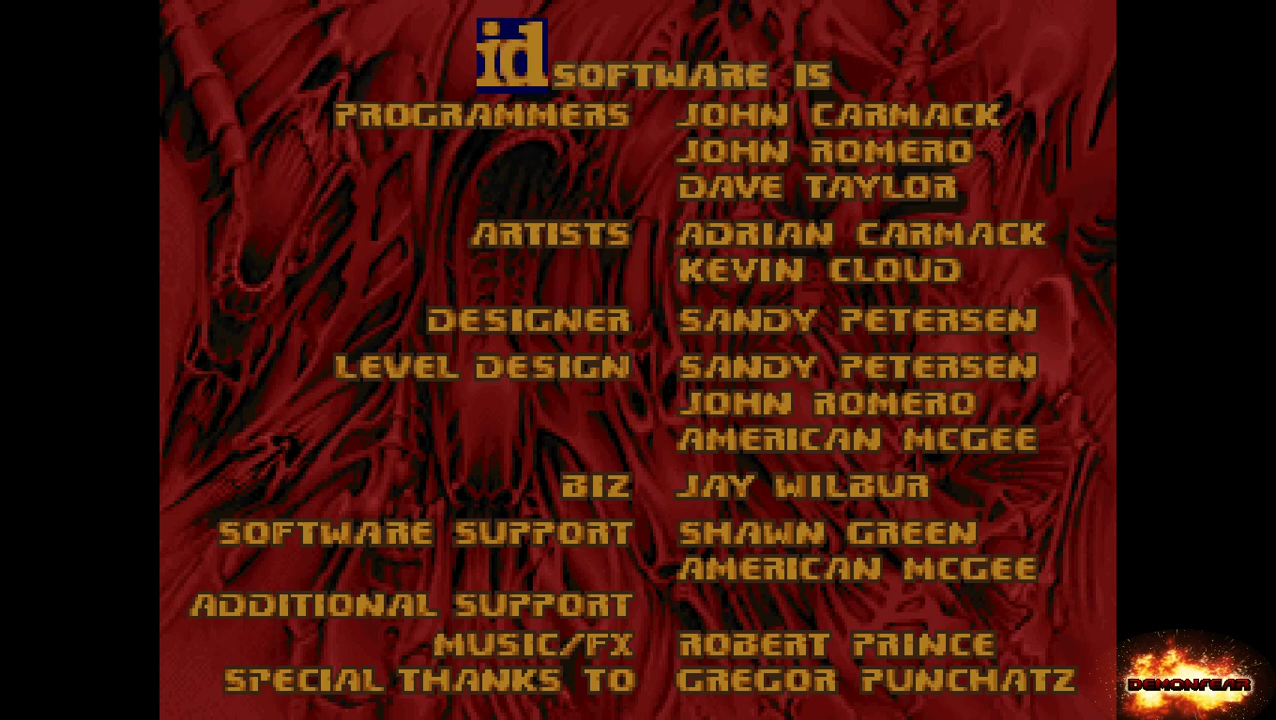 id SOFTWARE IS
PROGRAMMERS JOHN CARMACK
JOHN ROMERO
DAVE TAYLOR
ARTISTS ADRIAN CARMACK
KEVIN CLOUD
DESIGNER SANDY PETERSEN
LEVEL DESIGN SANDY PETERSEN
JOHN ROMERO
AMERICAN MCGEE
BIZ JAY WILBUR
SOFTWARE SUPPORT SHAWN GREEN
AMERICAN MCGEE
ADDITIONAL SUPPORT
MUSIC/FX ROBERT PRINCE
SPECIAL THANKS TO GREGOR PUNCHATZ
DEMONFEAR